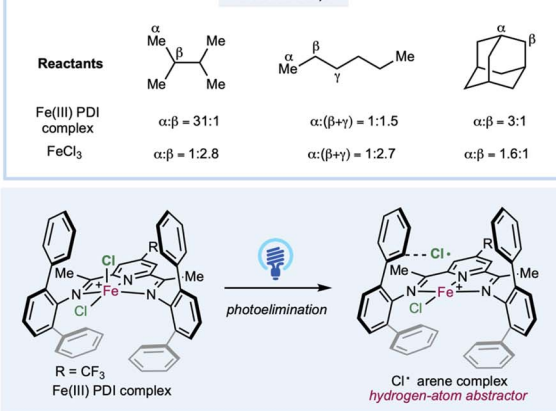 α
Me
Me
β
Me
Me
α
Me
β
γ
Me
α
β
Reactants
Fe(III) PDI
complex
α:β = 31:1
α:(β+γ) = 1:1.5
α:β = 3:1
FeCl3
α:β = 1:2.8
α:(β+γ) = 1:2.7
α:β = 1.6:1
Cl
R
Me
N
+
Me
N
Fe
N
Cl
R = CF3
Fe(III) PDI complex
photoelimination
Cl•
R
Me
N
Me
N
Fe
+
N
Cl
Cl• arene complex
hydrogen-atom abstractor